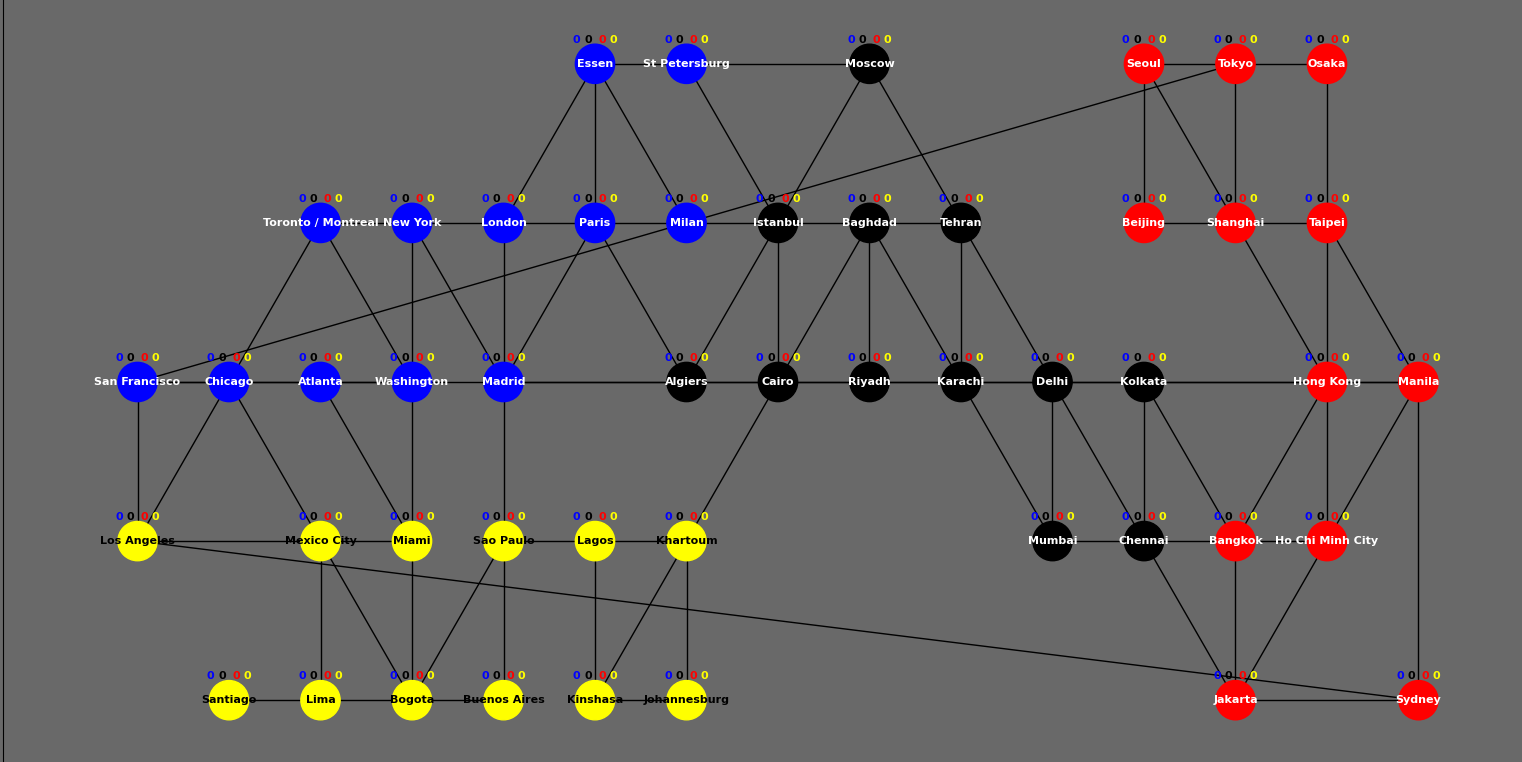 0 0 0 0 0 0 0 0 0 0 0 0 0 0 0 0 0 0 0 0 0 0 0 0
Essen St Petersburg Moscow Seoul Tokyo Osaka
0 0 0 0 0 0 0 0 0 0 0 0 0 0 0 0 0 0 0 0 0 0 0 0 0 0 0 0 0 0 0 0 0 0 0 0 0 0 0 0 0 0 0 0
Toronto / Montreal New York London Paris Milan Istanbul Baghdad Tehran Beijing Shanghai Taipei
0 0 0 0 0 0 0 0 0 0 0 0 0 0 0 0 0 0 0 0 0 0 0 0 0 0 0 0 0 0 0 0 0 0 0 0 0 0 0 0 0 0 0 0 0 0 0 0 0 0 0 0
San Francisco Chicago Atlanta Washington Madrid Algiers Cairo Riyadh Karachi Delhi Kolkata Hong Kong Manila
0 0 0 0 0 0 0 0 0 0 0 0 0 0 0 0 0 0 0 0 0 0 0 0 0 0 0 0 0 0 0 0 0 0 0 0 0 0 0 0
Los Angeles Mexico City Miami Sao Paulo Lagos Khartoum Mumbai Chennai Bangkok Ho Chi Minh City
0 0 0 0 0 0 0 0 0 0 0 0 0 0 0 0 0 0 0 0 0 0 0 0 0 0 0 0 0 0 0 0
Santiago Lima Bogota Buenos Aires Kinshasa Johannesburg Jakarta Sydney